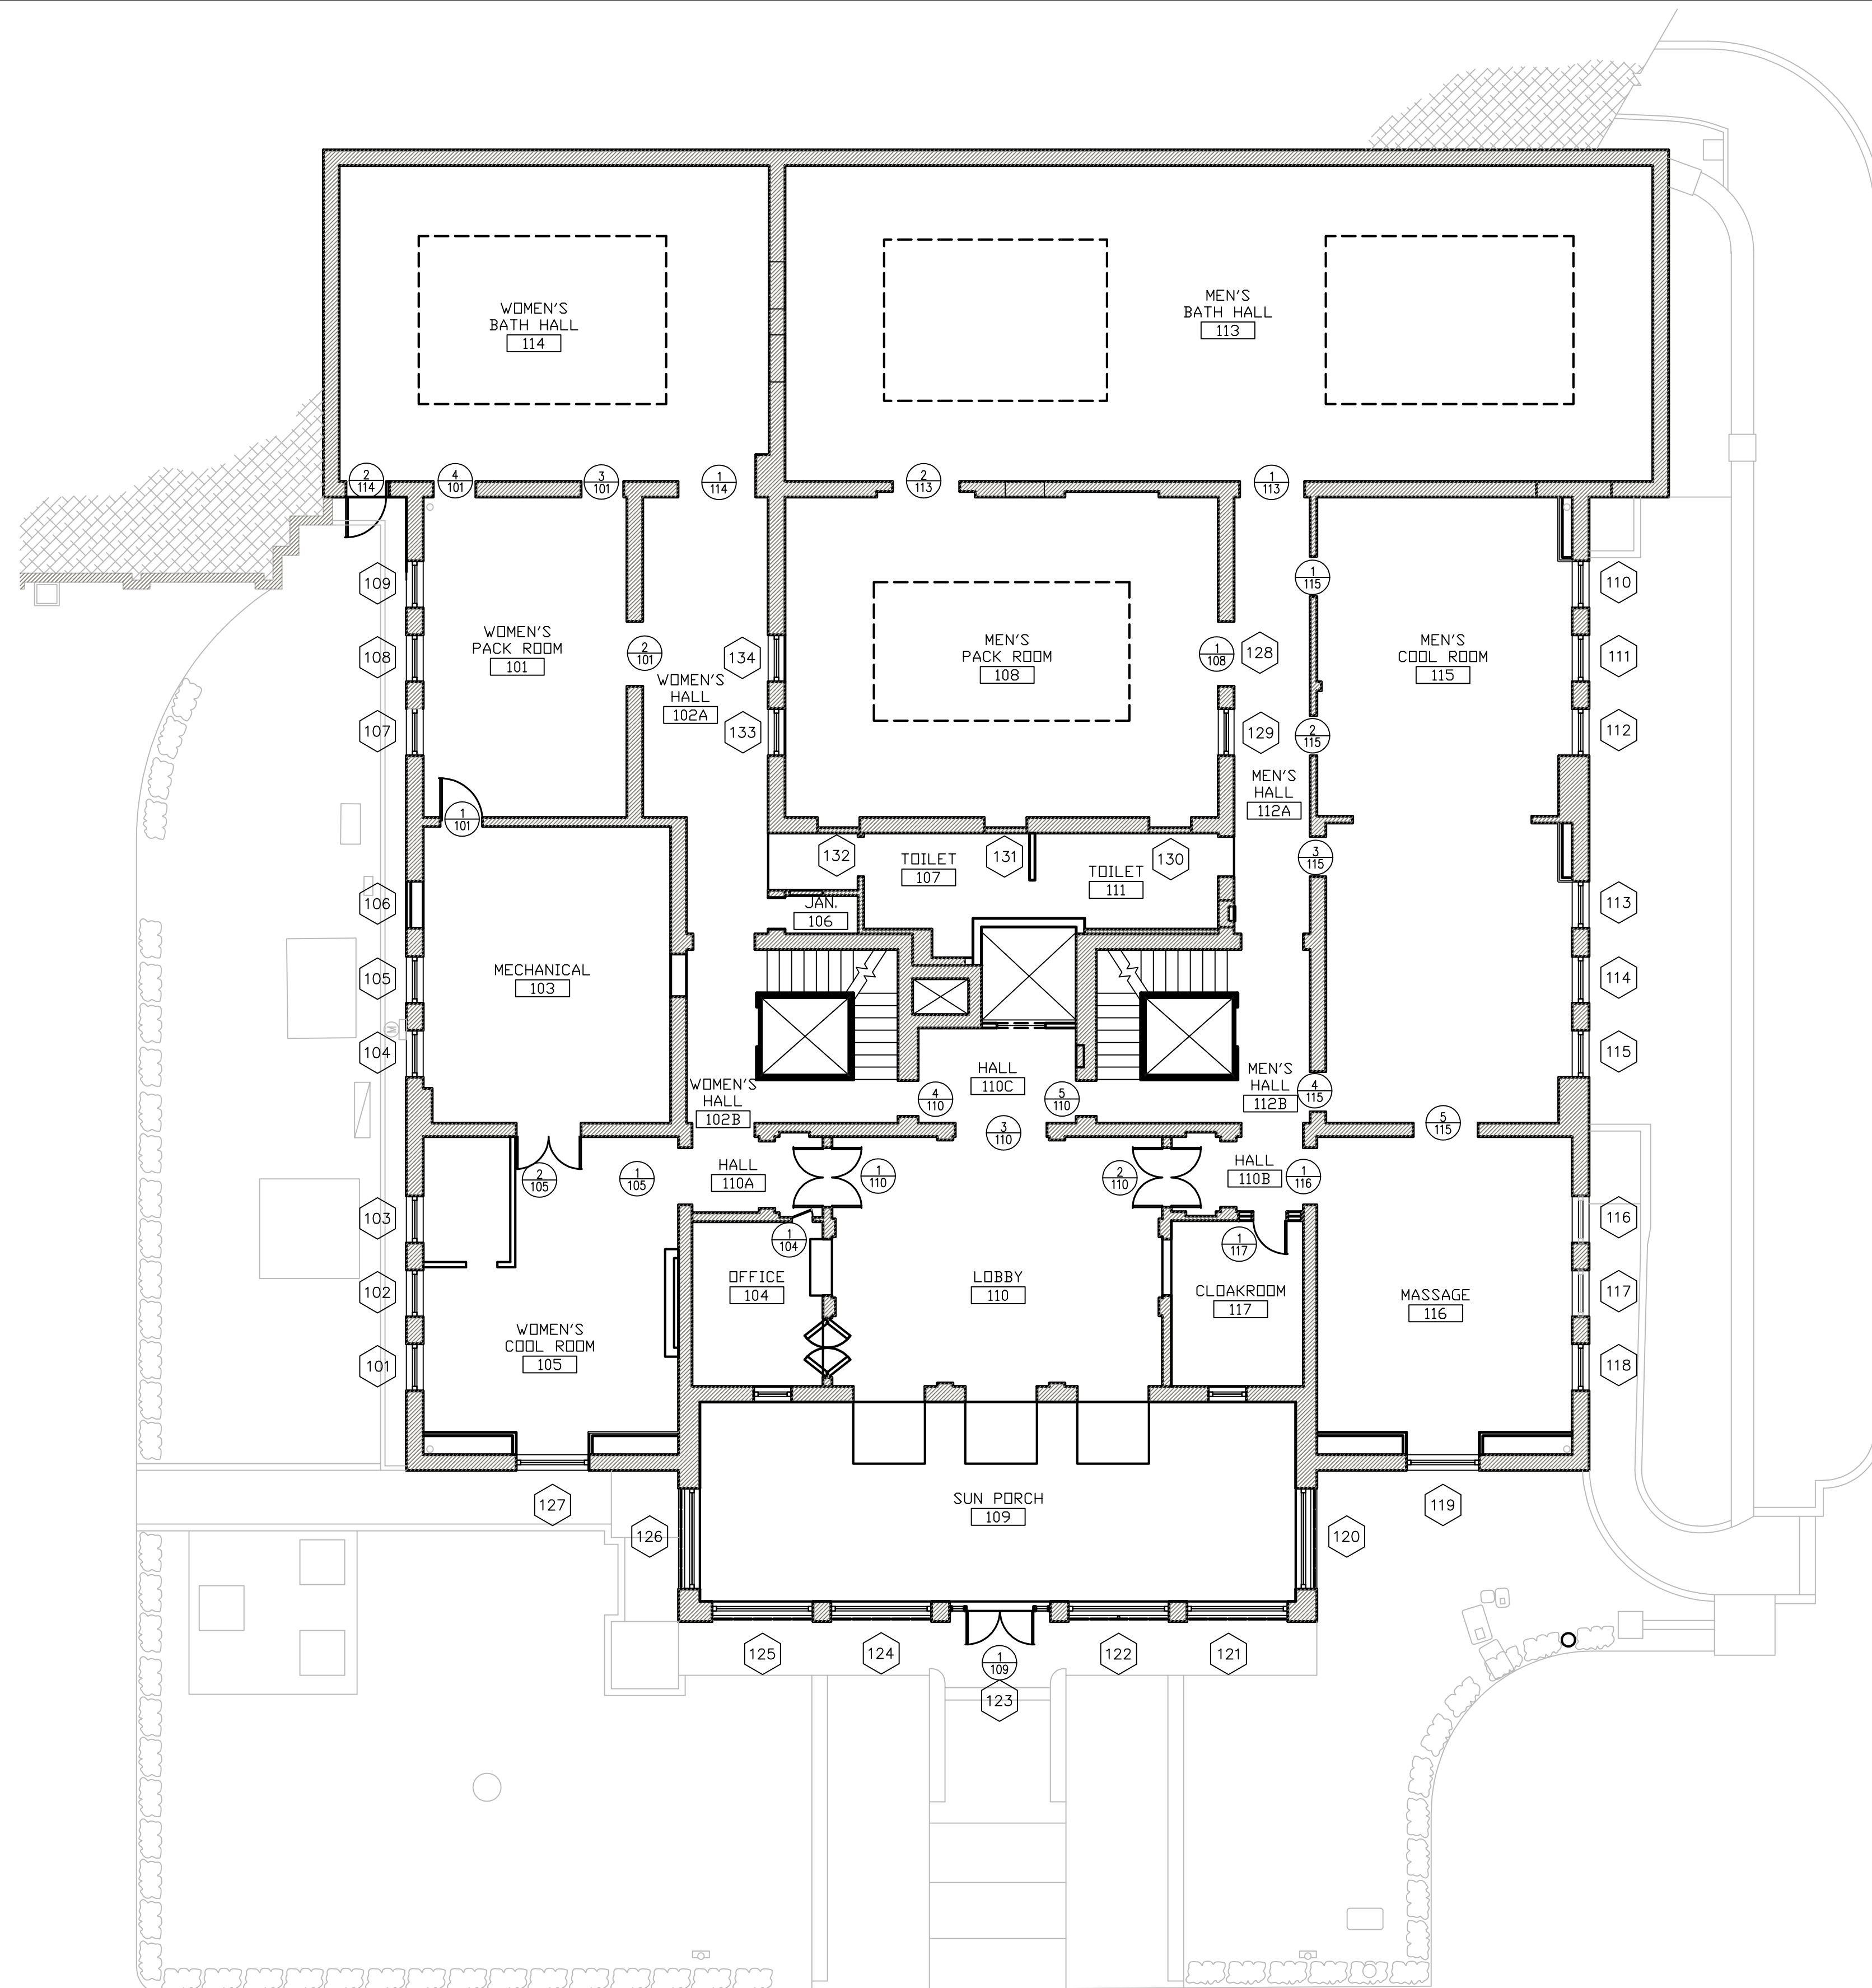 WOMEN'S
BATH HALL
114
MEN'S
BATH HALL
113
2
114
4
101
3
101
1
114
2
113
1
113
109
108
107
WOMEN'S
PACK ROOM
101
2
101
WOMEN'S
HALL
102A
134
133
MEN'S
PACK ROOM
108
1
108
128
129
1
115
2
115
MEN'S
HALL
112A
MEN'S
COOL ROOM
115
110
111
112
1
101
132
TOILET
107
131
TOILET
111
130
3
115
JAN.
106
106
105
104
M
MECHANICAL
103
113
114
115
WOMEN'S
HALL
102B
4
110
HALL
110C
5
110
3
110
MEN'S
HALL
112B
4
115
5
115
2
105
1
105
HALL
110A
1
110
2
110
HALL
110B
1
116
103
102
101
1
104
OFFICE
104
LOBBY
110
1
117
CLOAKROOM
117
MASSAGE
116
116
117
118
WOMEN'S
COOL ROOM
105
127
126
SUN PORCH
109
120
119
125
124
1
109
123
122
121